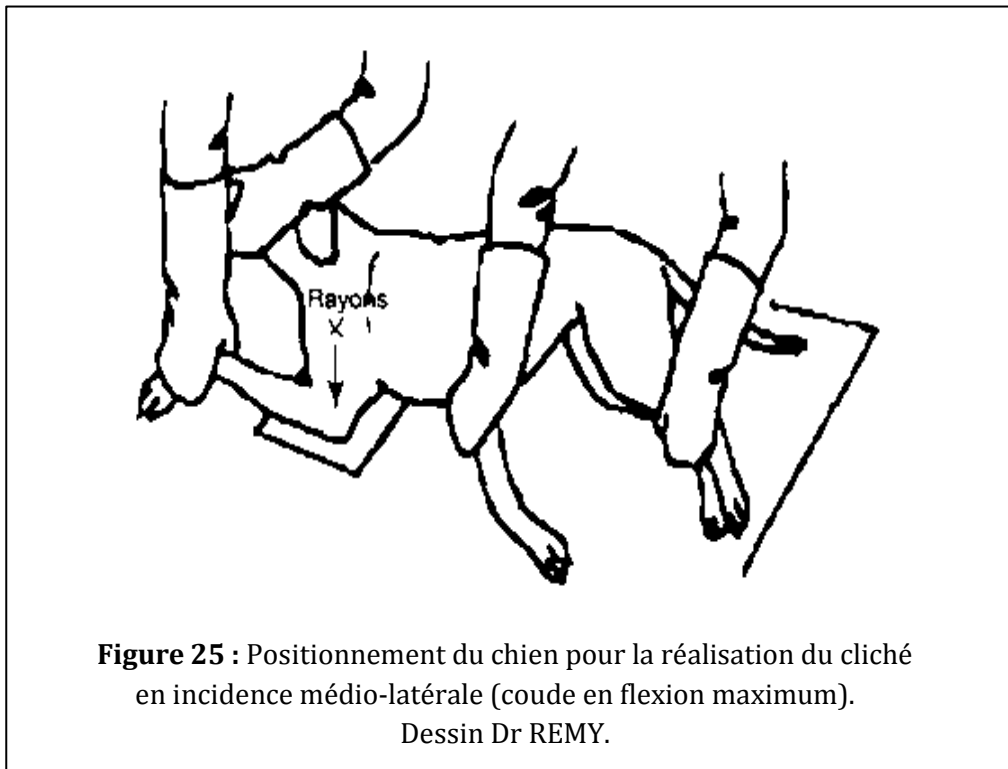 Rayons
X
Figure 25 : Positionnement du chien pour la réalisation du cliché
en incidence médio-latérale (coude en flexion maximum).
Dessin Dr REMY.